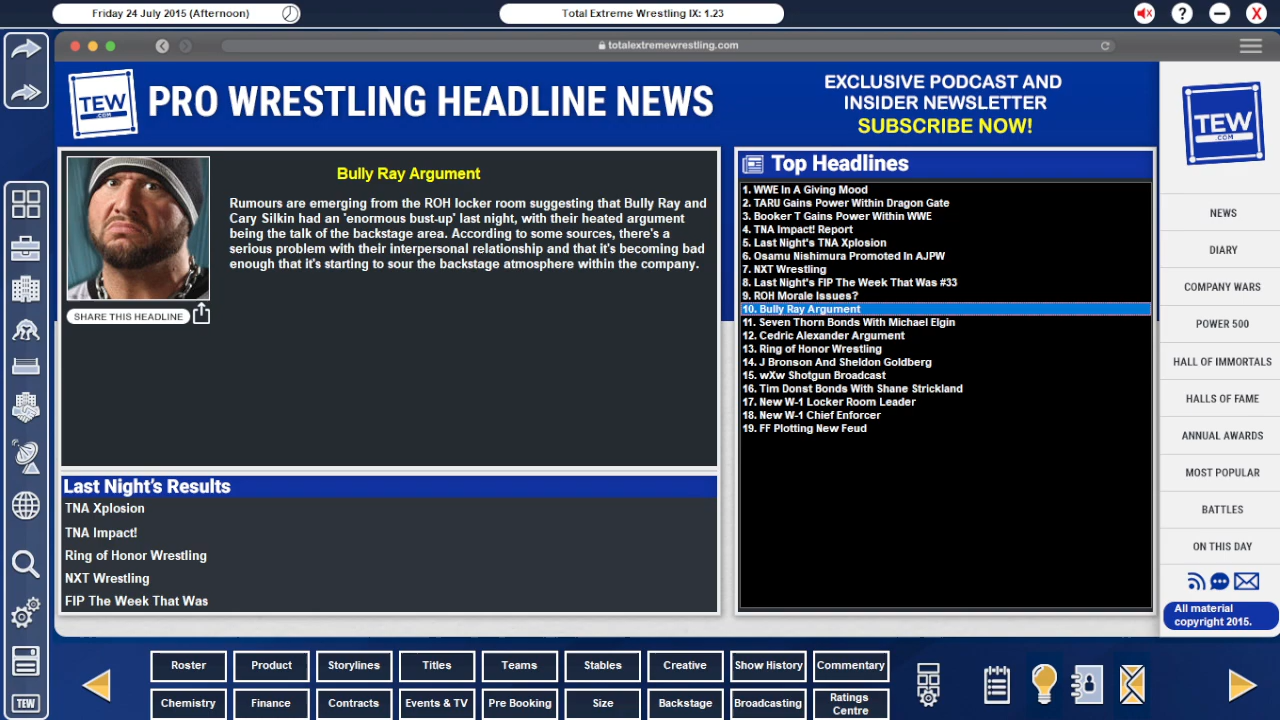 Friday 24 July 2015 (Afternoon)
Total Extreme Wrestling IX: 1.23
?
X
totalextremewrestling.com
TEW
.COM
PRO WRESTLING HEADLINE NEWS
EXCLUSIVE PODCAST AND
INSIDER NEWSLETTER
SUBSCRIBE NOW!
Bully Ray Argument
Rumours are emerging from the ROH locker room suggesting that Bully Ray and
Cary Silkin had an 'enormous bust-up' last night, with their heated argument
being the talk of the backstage area. According to some sources, there's a
serious problem with their interpersonal relationship and that it's becoming bad
enough that it's starting to sour the backstage atmosphere within the company.
SHARE THIS HEADLINE
Last Night's Results
TNA Xplosion
TNA Impact!
Ring of Honor Wrestling
NXT Wrestling
FIP The Week That Was
Top Headlines
1. WWE In A Giving Mood
2. TARU Gains Power Within Dragon Gate
3. Booker T Gains Power Within WWE
4. TNA Impact! Report
5. Last Night's TNA Xplosion
6. Osamu Nishimura Promoted In AJPW
7. NXT Wrestling
8. Last Night's FIP The Week That Was #33
9. ROH Morale Issues?
10. Bully Ray Argument
11. Seven Thorn Bonds With Michael Elgin
12. Cedric Alexander Argument
13. Ring of Honor Wrestling
14. J Bronson And Sheldon Goldberg
15. wXw Shotgun Broadcast
16. Tim Donst Bonds With Shane Strickland
17. New W-1 Locker Room Leader
18. New W-1 Chief Enforcer
19. FF Plotting New Feud
TEW
.COM
NEWS
DIARY
COMPANY WARS
POWER 500
HALL OF IMMORTALS
HALLS OF FAME
ANNUAL AWARDS
MOST POPULAR
BATTLES
ON THIS DAY
All material
copyright 2015.
TEW
Roster
Product
Storylines
Titles
Teams
Stables
Creative
Show History
Commentary
Chemistry
Finance
Contracts
Events & TV
Pre Booking
Size
Backstage
Broadcasting
Ratings
Centre